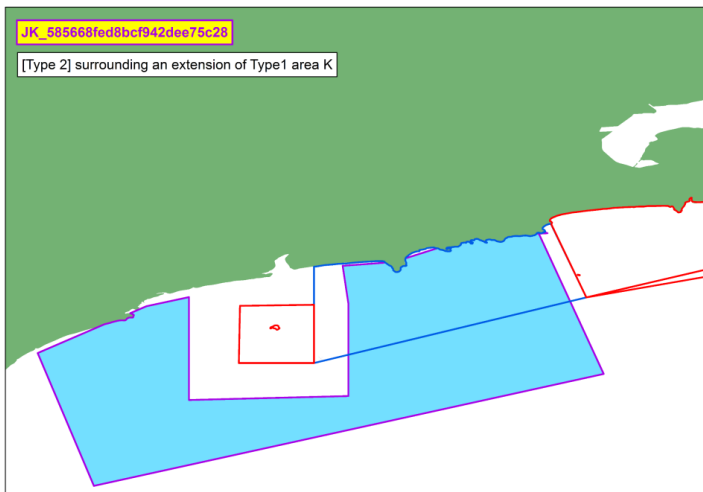 JK_585668fed8bcf942dee75c28
[Type 2] surrounding an extension of Type1 area K